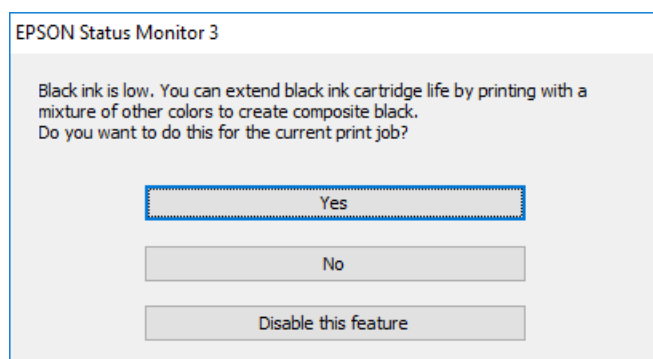 EPSON Status Monitor 3
Black ink is low. You can extend black ink cartridge life by printing with a
mixture of other colors to create composite black.
Do you want to do this for the current print job?
Yes
No
Disable this feature